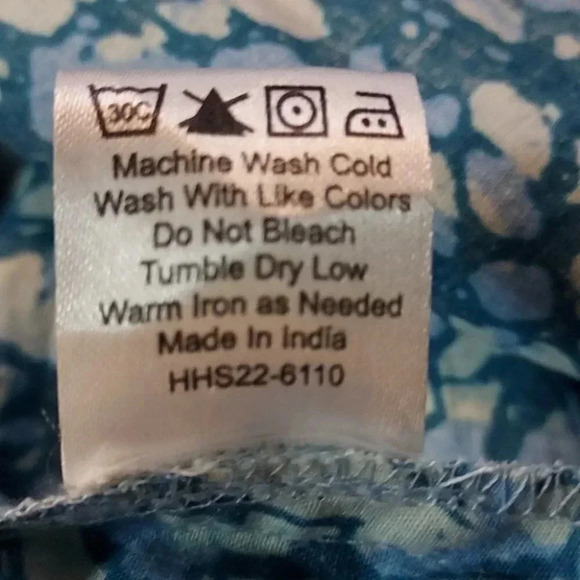 30C
Machine Wash Cold
Wash With Like Colors
Do Not Bleach
Tumble Dry Low
Warm Iron as Needed
Made In India
HHS22-6110